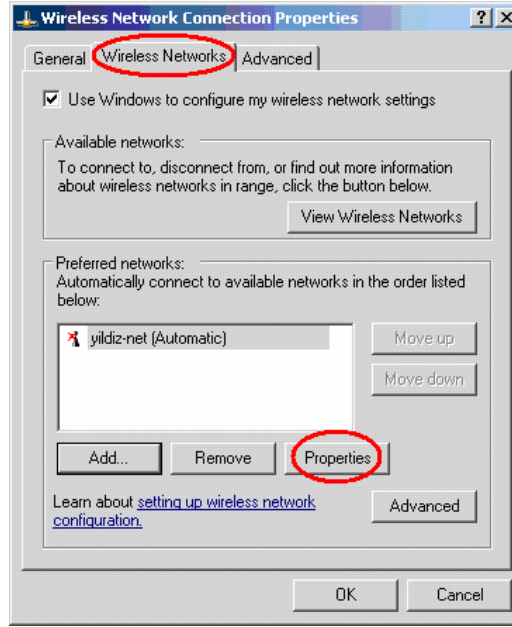 Wireless Network Connection Properties
General Wireless Networks Advanced
Use Windows to configure my wireless network settings
Available networks:
To connect to, disconnect from, or find out more information
about wireless networks in range, click the button below.
View Wireless Networks
Preferred networks:
Automatically connect to available networks in the order listed
below:
yildiz-net (Automatic)
Move up
Move down
Add... Remove Properties
Learn about setting up wireless network
configuration.
Advanced
OK Cancel